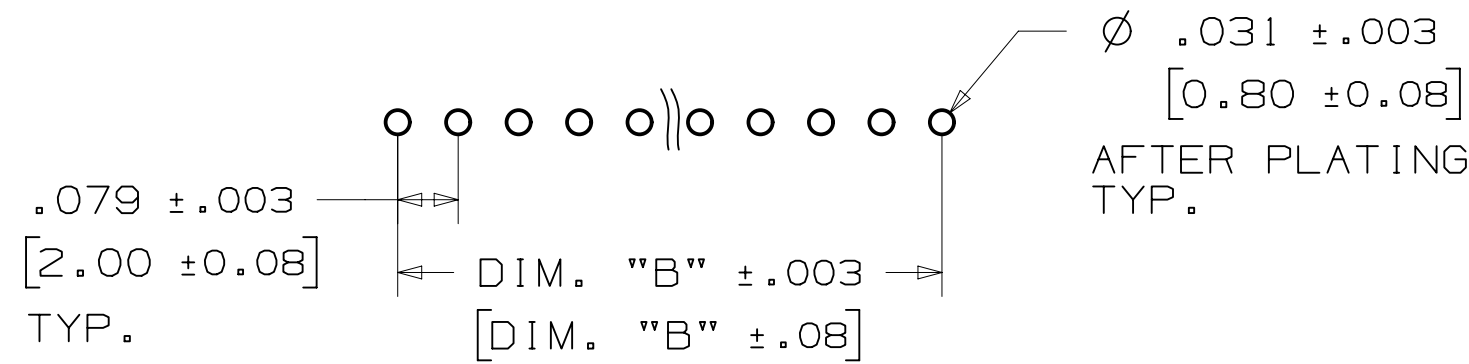 Ø .031 ±.003
[0.80 ±0.08]
AFTER PLATING
TYP.
.079 ±.003
[2.00 ±0.08]
TYP.
DIM. "B" ±.003
[DIM. "B" ±.08]